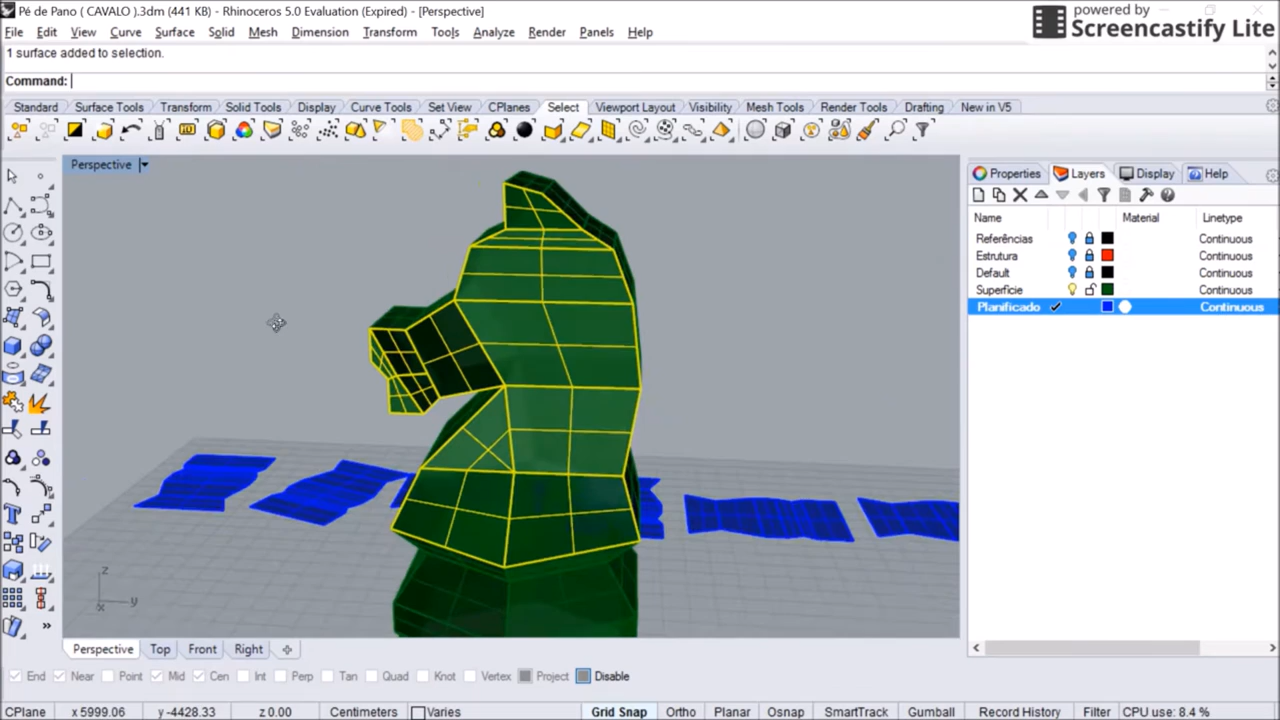 Pé de Pano ( CAVALO ).3dm (441 KB) - Rhinoceros 5.0 Evaluation (Expired) - [Perspective]
powered by
Screencastify Lite
File Edit View Curve Surface Solid Mesh Dimension Transform Tools Analyze Render Panels Help
1 surface added to selection.
Command:
Standard Surface Tools Transform Solid Tools Display Curve Tools Set View CPlanes Select Viewport Layout Visibility Mesh Tools Render Tools Drafting New in V5
Perspective
Properties Layers Display Help
Name Material Linetype
Referências Continuous
Estrutura Continuous
Default Continuous
Superfície Continuous
Planificado Continuous
z
x y
Perspective Top Front Right
End Near Point Mid Cen Int Perp Tan Quad Knot Vertex Project Disable
CPlane x 5999.06 y -4428.33 z 0.00 Centimeters Varies Grid Snap Ortho Planar Osnap SmartTrack Gumball Record History Filter CPU use: 8.4 %